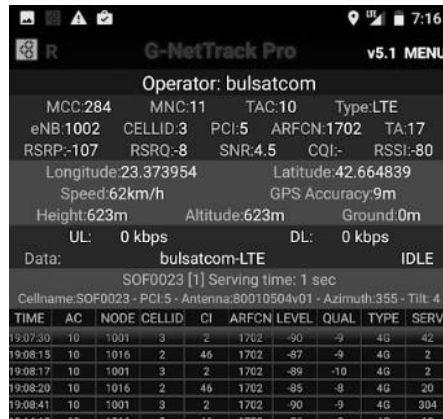 7:16
R G-NetTrack Pro v5.1 MENU
Operator: bulsatcom
MCC:284 MNC:11 TAC:10 Type:LTE
eNB:1002 CELLID:3 PCI:5 ARFCN:1702 TA:17
RSRP:-107 RSRQ:-8 SNR:4.5 CQI:- RSSI:-80
Longitude:23.373954 Latitude:42.664839
Speed:62km/h GPS Accuracy:9m
Height:623m Altitude:623m Ground:0m
UL: 0 kbps DL: 0 kbps
Data: bulsatcom-LTE IDLE
SOF0023 [1] Serving time: 1 sec
Cellname:SOF0023 - PCI:5 - Antenna:80010504v01 - Azimuth:355 - Tilt: 4
TIME AC NODE CELLID CI ARFCN LEVEL QUAL TYPE SERV
19:07:30 10 1001 3 2 1702 -90 -9 4G 42
19:08:15 10 1016 2 46 1702 -87 -9 4G 2
19:08:17 10 1001 3 2 1702 -89 -10 4G 2
19:08:20 10 1016 2 46 1702 -85 -8 4G 20
19:08:41 10 1001 3 2 1702 -90 -9 4G 304